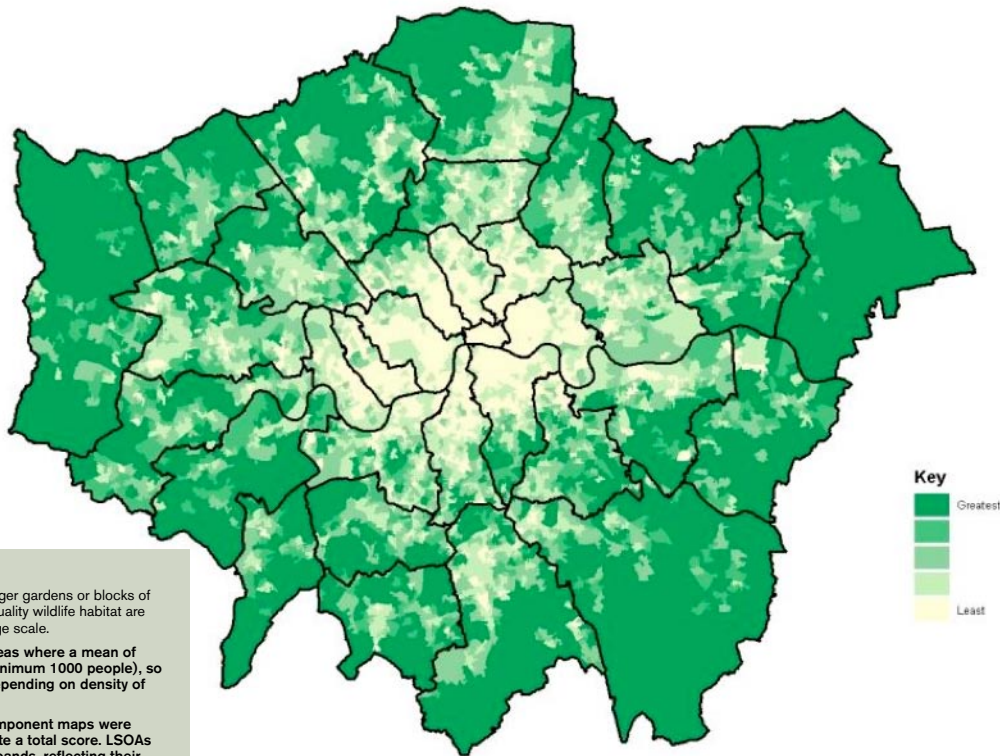 Key
Greatest
Least
ger gardens or blocks of
uality wildlife habitat are
ge scale.
eas where a mean of
nimum 1000 people), so
pending on density of
mponent maps were
te a total score. LSOAs